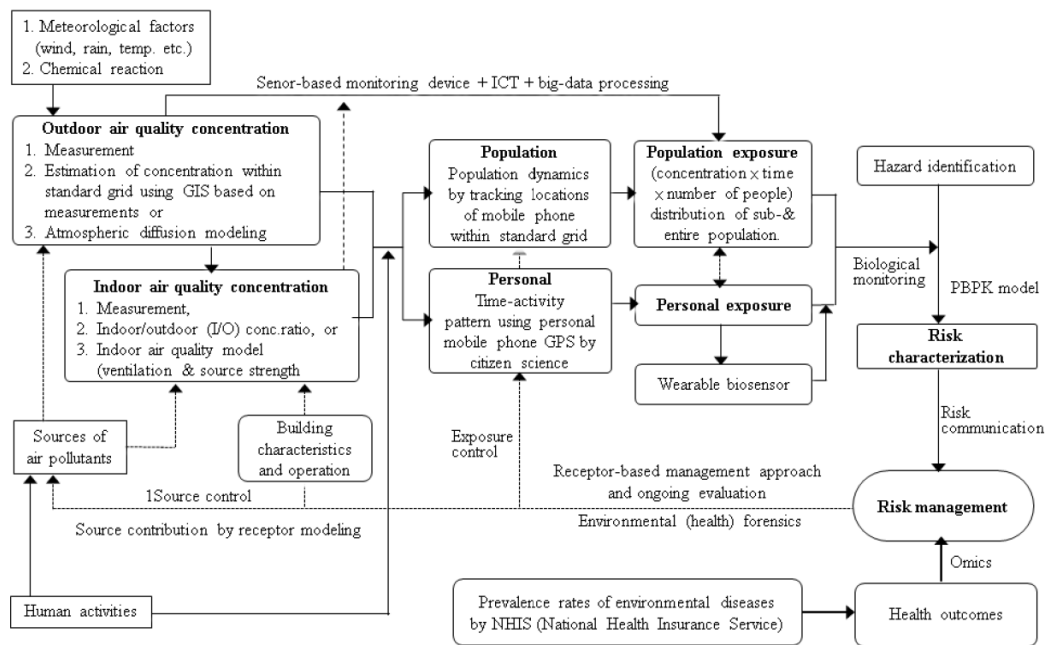 1. Meteorological factors
(wind, rain, temp. etc.)
2. Chemical reaction
Senor-based monitoring device + ICT + big-data processing
Outdoor air quality concentration
1. Measurement
2. Estimation of concentration within
standard grid using GIS based on
measurements or
3. Atmospheric diffusion modeling
Population
Population dynamics
by tracking locations
of mobile phone
within standard grid
Population exposure
(concentration × time
× number of people)
distribution of sub-&
entire population.
Hazard identification
Indoor air quality concentration
1. Measurement,
2. Indoor/outdoor (I/O) conc.ratio, or
3. Indoor air quality model
(ventilation & source strength
Personal
Time-activity
pattern using personal
mobile phone GPS by
citizen science
Personal exposure
Wearable biosensor
Biological
monitoring
PBPK model
Risk
characterization
Risk
communication
Sources of
air pollutants
Building
characteristics
and operation
Exposure
control
Receptor-based management approach
and ongoing evaluation
1Source control
Source contribution by receptor modeling
Environmental (health) forensics
Risk management
Omics
Human activities
Prevalence rates of environmental diseases
by NHIS (National Health Insurance Service)
Health outcomes